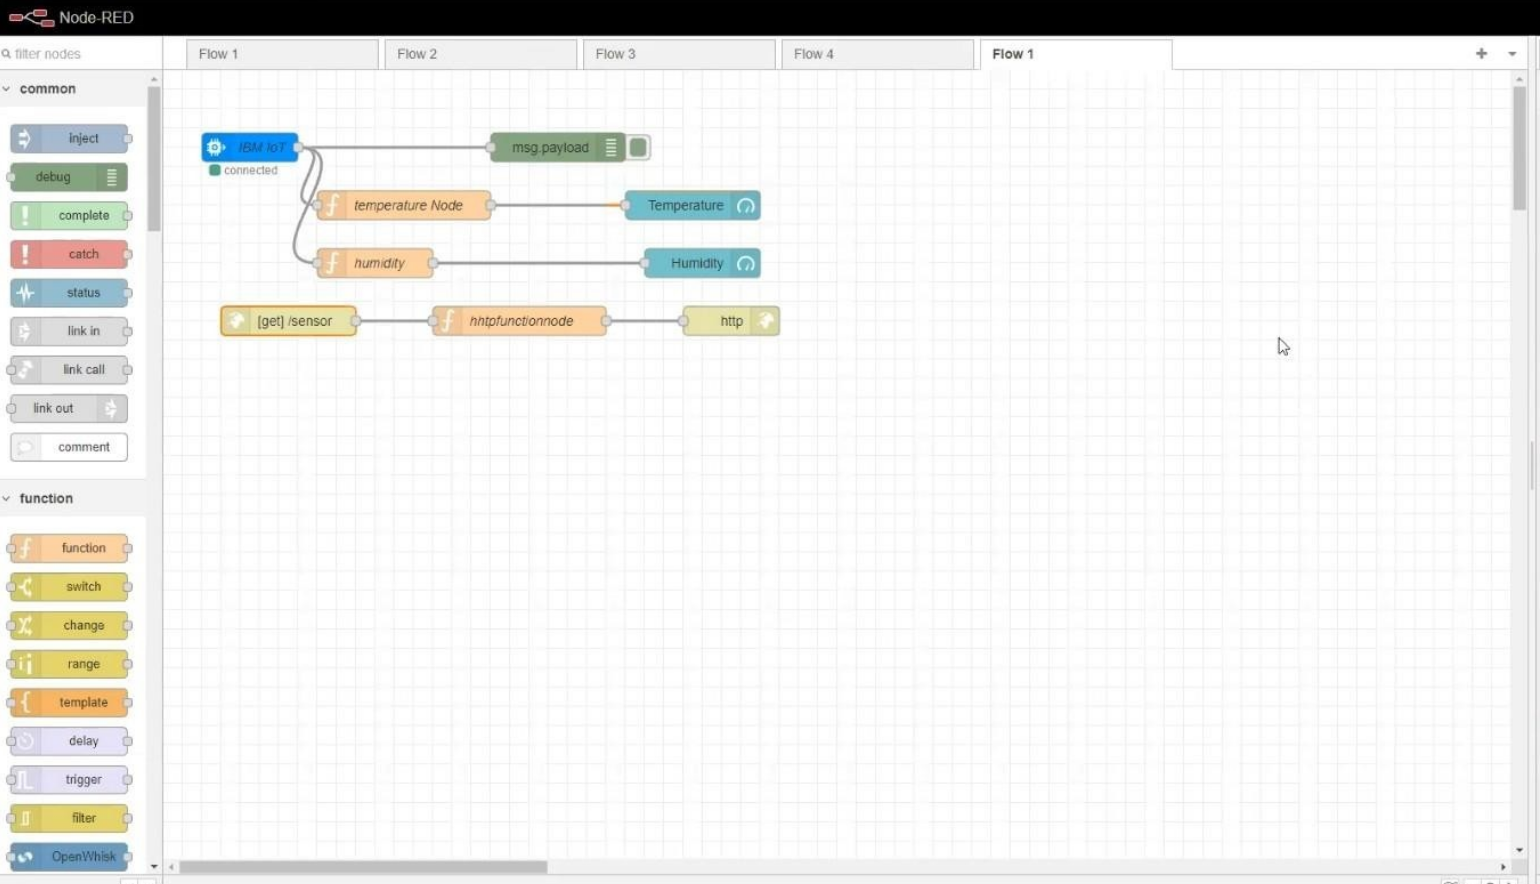 Node-RED
filter nodes
Flow 1
Flow 2
Flow 3
Flow 4
Flow 1
common
inject
debug
complete
catch
status
link in
link call
link out
comment
function
function
switch
change
range
template
delay
trigger
filter
OpenWhisk
IBM IoT
connected
msg.payload
temperature Node
Temperature
humidity
Humidity
[get] /sensor
hhtpfunctionnode
http